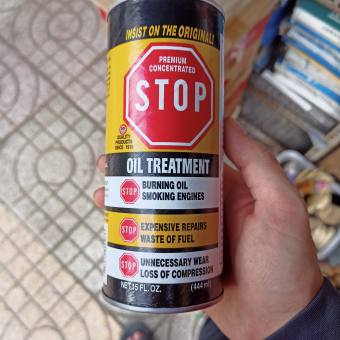 INSIST ON THE ORIGINAL!
PREMIUM
CONCENTRATED
STOP
QUALITY
PRODUCTS
SINCE
OIL TREATMENT
STOP
BURNING OIL
SMOKING ENGINES
STOP
EXPENSIVE REPAIRS
WASTE OF FUEL
STOP
UNNECESSARY WEAR
LOSS OF COMPRESSION
NET 15 FL. OZ. (444 ml)